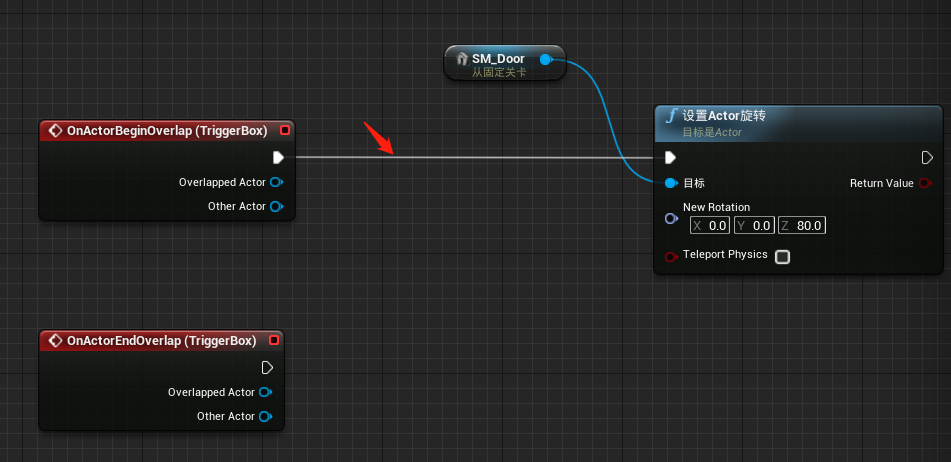 SM_Door
从固定关卡
OnActorBeginOverlap (TriggerBox)
Overlapped Actor
Other Actor
设置Actor旋转
目标是Actor
目标
Return Value
New Rotation
X 0.0 Y 0.0 Z 80.0
Teleport Physics
OnActorEndOverlap (TriggerBox)
Overlapped Actor
Other Actor